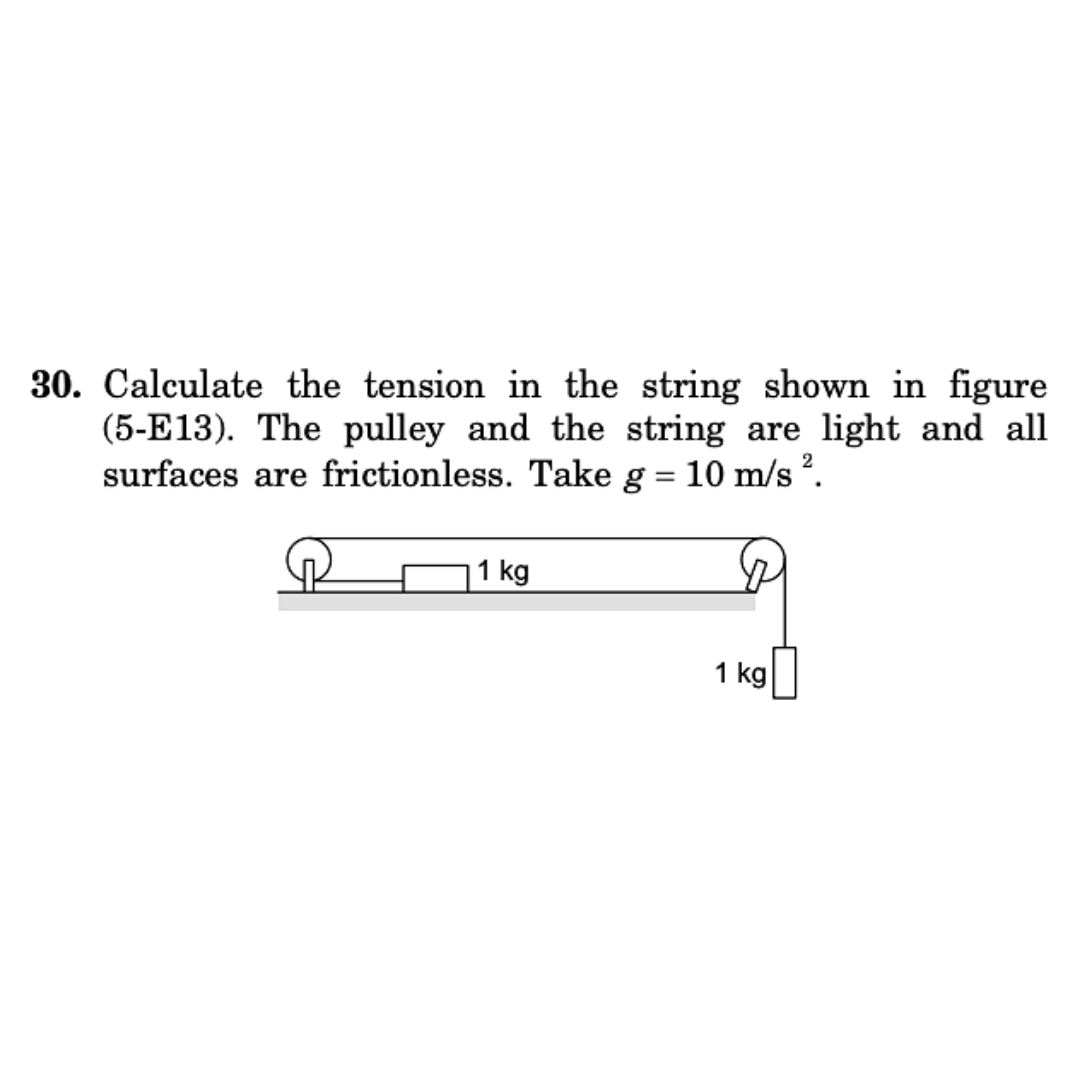 30. Calculate the tension in the string shown in figure
(5-E13). The pulley and the string are light and all
surfaces are frictionless. Take g = 10 m/s ².
1 kg
1 kg